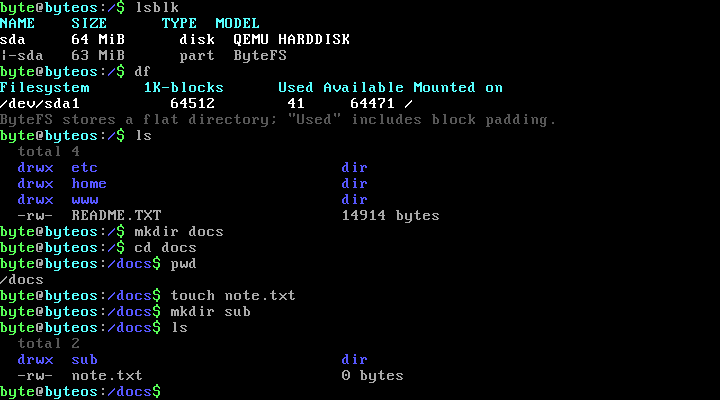 byte@byteos:/$ lsblk
NAME    SIZE       TYPE  MODEL
sda     64 MiB      disk  QEMU HARDDISK
¦-sda   63 MiB      part  ByteFS
byte@byteos:/$ df
Filesystem      1K-blocks      Used Available Mounted on
/dev/sda1          64512        41     64471 /
ByteFS stores a flat directory; "Used" includes block padding.
byte@byteos:/$ ls
  total 4
  drwx  etc                           dir
  drwx  home                          dir
  drwx  www                           dir
  -rw-  README.TXT                    14914 bytes
byte@byteos:/$ mkdir docs
byte@byteos:/$ cd docs
byte@byteos:/docs$ pwd
/docs
byte@byteos:/docs$ touch note.txt
byte@byteos:/docs$ mkdir sub
byte@byteos:/docs$ ls
  total 2
  drwx  sub                           dir
  -rw-  note.txt                      0 bytes
byte@byteos:/docs$